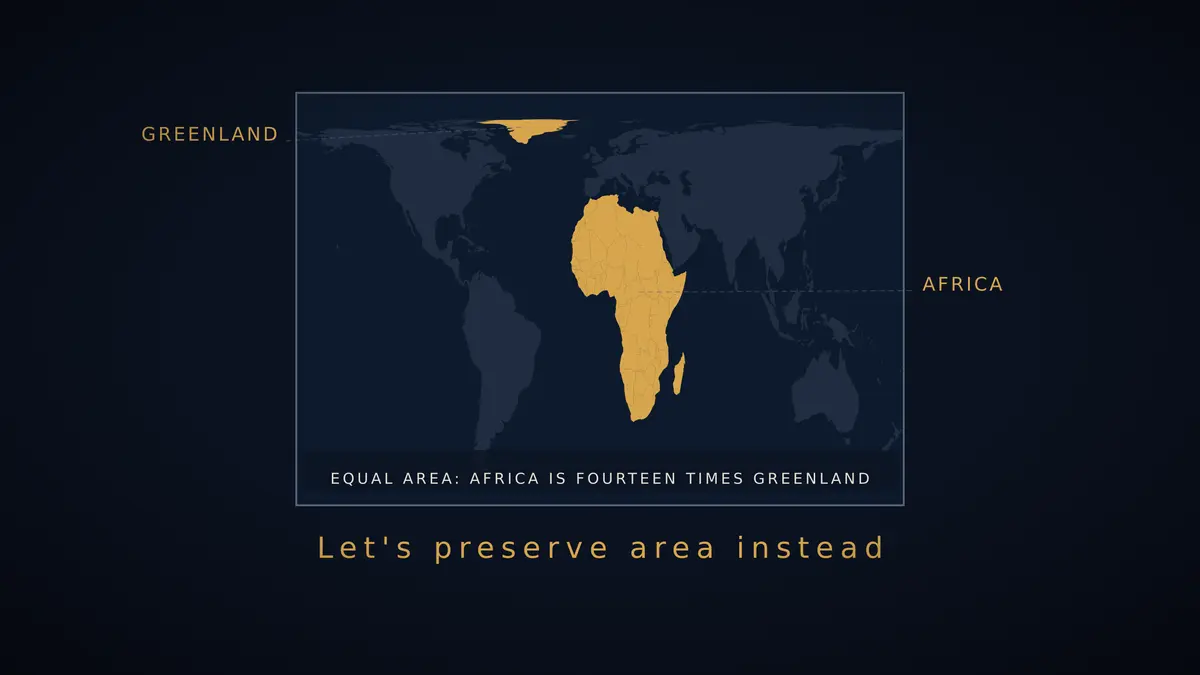 GREENLAND
AFRICA
EQUAL AREA: AFRICA IS FOURTEEN TIMES GREENLAND
Let's preserve area instead